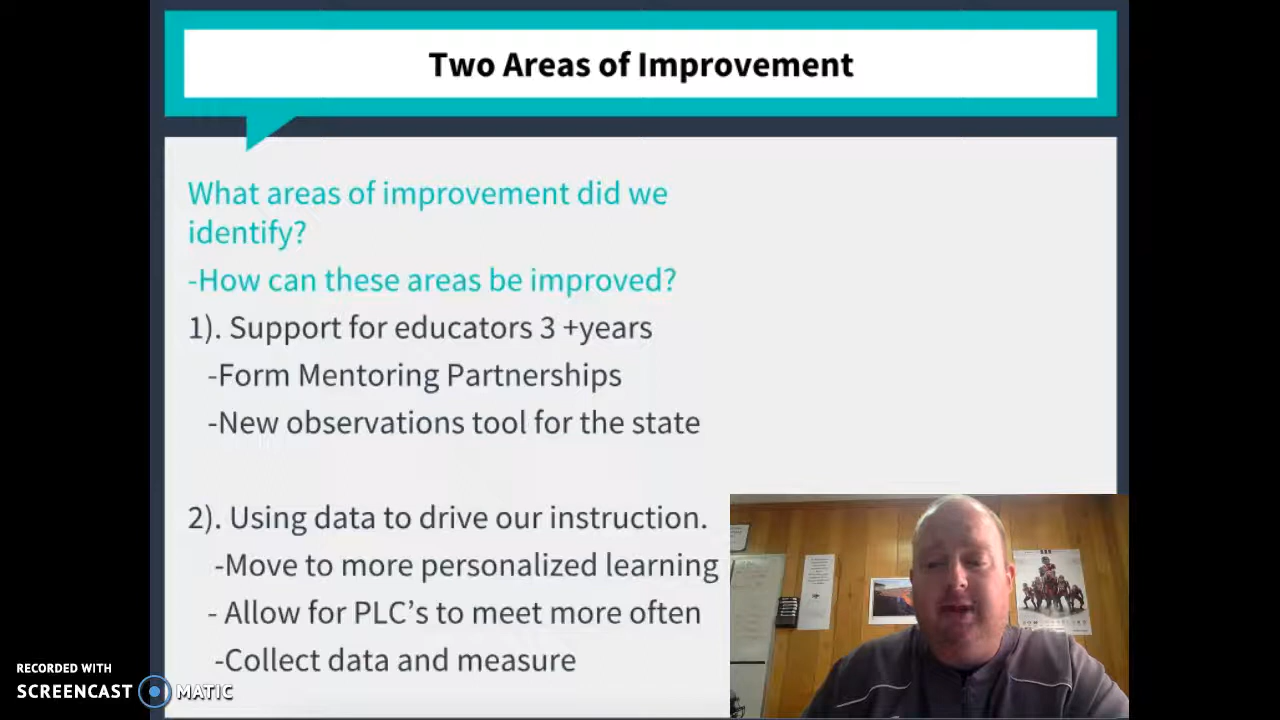 Two Areas of Improvement
What areas of improvement did we
identify?
-How can these areas be improved?
1). Support for educators 3 +years
-Form Mentoring Partnerships
-New observations tool for the state
2). Using data to drive our instruction.
-Move to more personalized learning
- Allow for PLC’s to meet more often
-Collect data and measure
RECORDED WITH
SCREENCAST MATIC